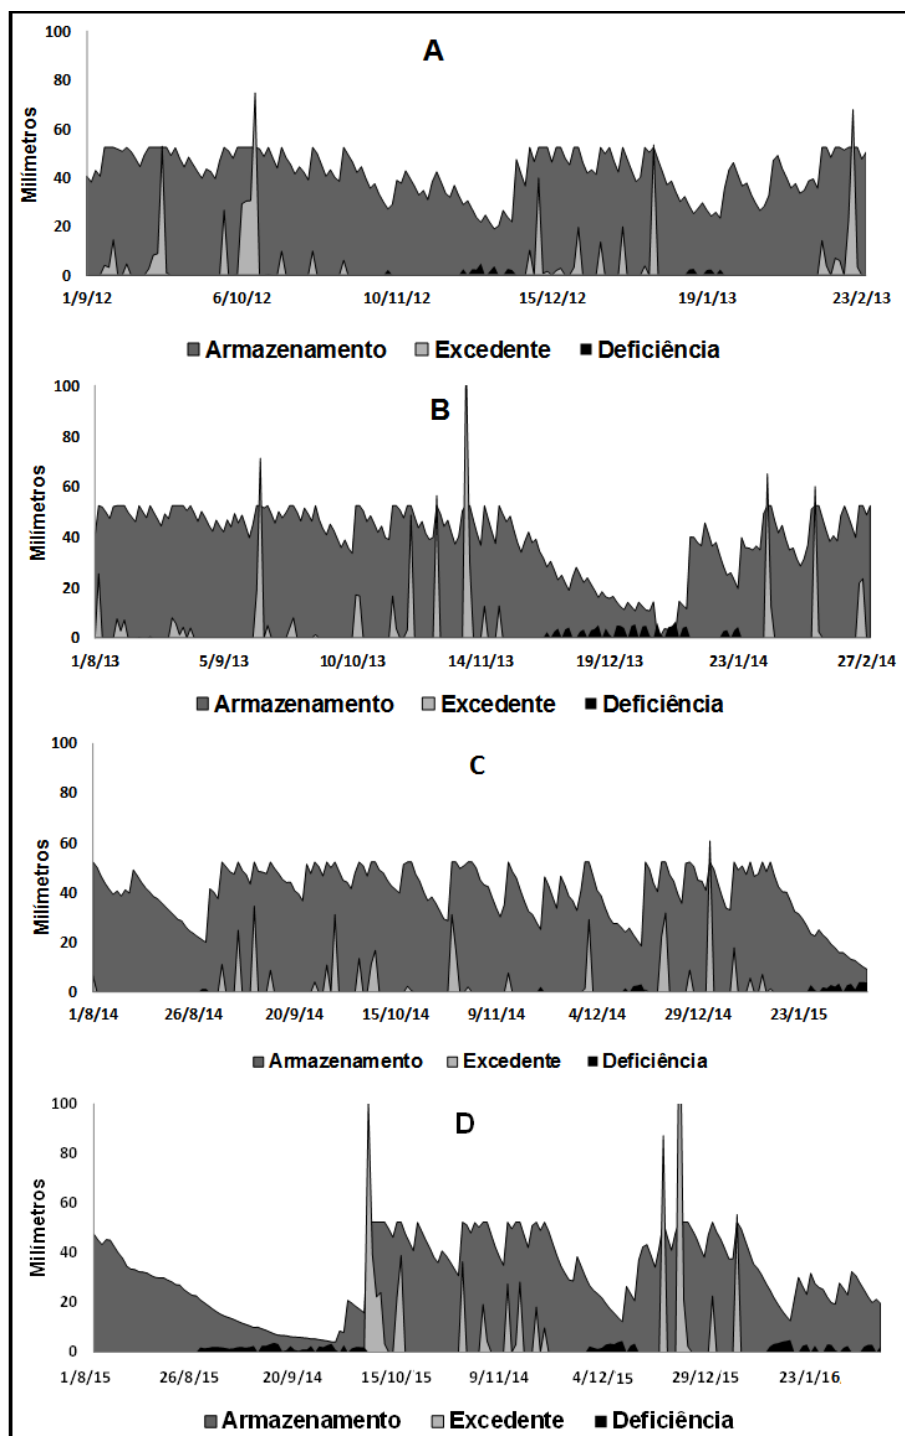 A
100
80
60
40
20
0
Milímetros
1/9/12 6/10/12 10/11/12 15/12/12 19/1/13 23/2/13
Armazenamento Excedente Deficiência
B
100
80
60
40
20
0
Milímetros
1/8/13 5/9/13 10/10/13 14/11/13 19/12/13 23/1/14 27/2/14
Armazenamento Excedente Deficiência
C
100
80
60
40
20
0
Milímetros
1/8/14 26/8/14 20/9/14 15/10/14 9/11/14 4/12/14 29/12/14 23/1/15
Armazenamento Excedente Deficiência
D
100
80
60
40
20
0
Milímetros
1/8/15 26/8/15 20/9/14 15/10/15 9/11/14 4/12/15 29/12/15 23/1/16
Armazenamento Excedente Deficiência